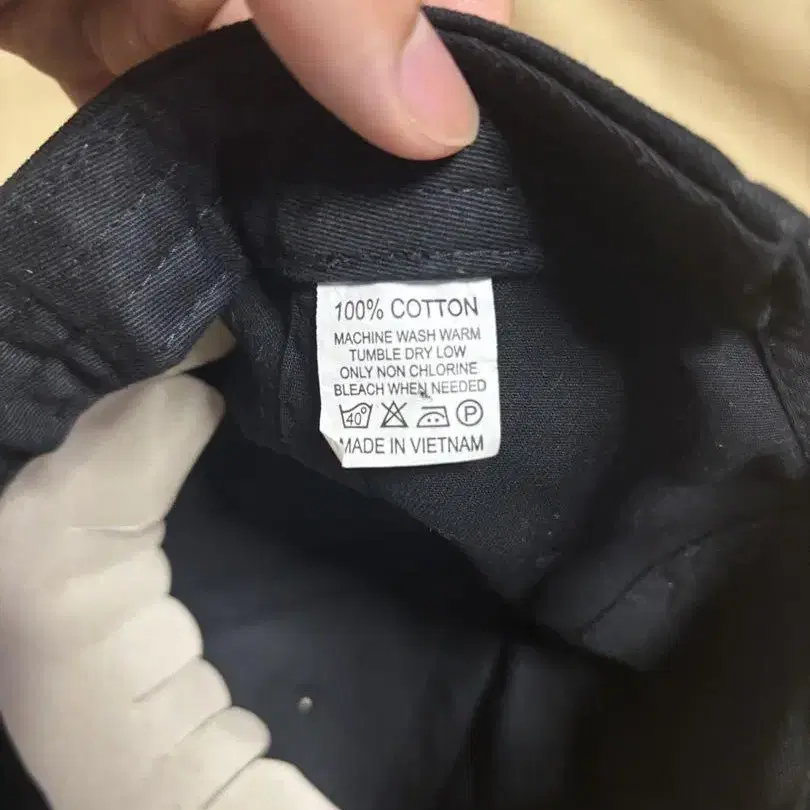 100% COTTON
MACHINE WASH WARM
TUMBLE DRY LOW
ONLY NON CHLORINE
BLEACH WHEN NEEDED
40° P
MADE IN VIETNAM